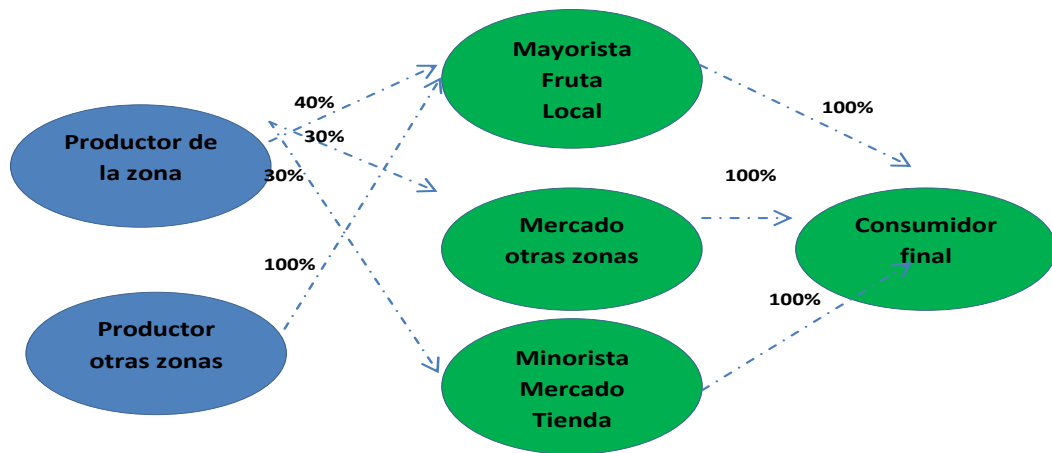 Mayorista
Fruta
Local
40%
100%
Productor de
la zona
30%
30%
100%
Mercado
otras zonas
Consumidor
final
100%
100%
Productor
otras zonas
Minorista
Mercado
Tienda